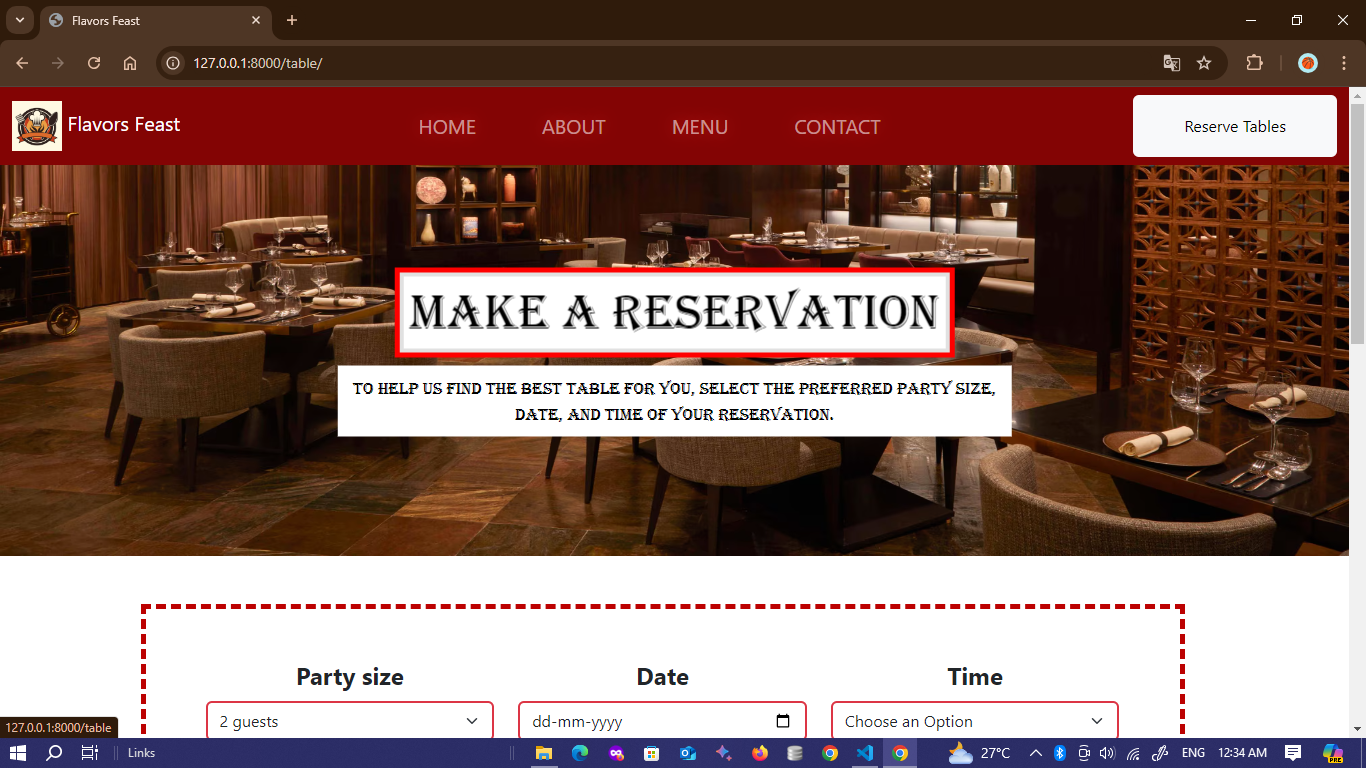 Flavors Feast
127.0.0.1:8000/table/
Flavors Feast
HOME
ABOUT
MENU
CONTACT
Reserve Tables
MAKE A RESERVATION
TO HELP US FIND THE BEST TABLE FOR YOU, SELECT THE PREFERRED PARTY SIZE,
DATE, AND TIME OF YOUR RESERVATION.
Party size
Date
Time
2 guests
dd-mm-yyyy
Choose an Option
127.0.0.1:8000/table
Links
27°C
ENG
12:34 AM
PRE